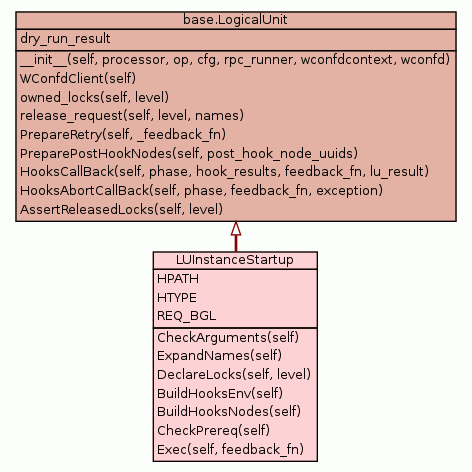 base.LogicalUnit
dry_run_result
__init__(self, processor, op, cfg, rpc_runner, wconfdcontext, wconfd)
WConfdClient(self)
owned_locks(self, level)
release_request(self, level, names)
PrepareRetry(self, _feedback_fn)
PreparePostHookNodes(self, post_hook_node_uuids)
HooksCallBack(self, phase, hook_results, feedback_fn, lu_result)
HooksAbortCallBack(self, phase, feedback_fn, exception)
AssertReleasedLocks(self, level)
LUInstanceStartup
HPATH
HTYPE
REQ_BGL
CheckArguments(self)
ExpandNames(self)
DeclareLocks(self, level)
BuildHooksEnv(self)
BuildHooksNodes(self)
CheckPrereq(self)
Exec(self, feedback_fn)